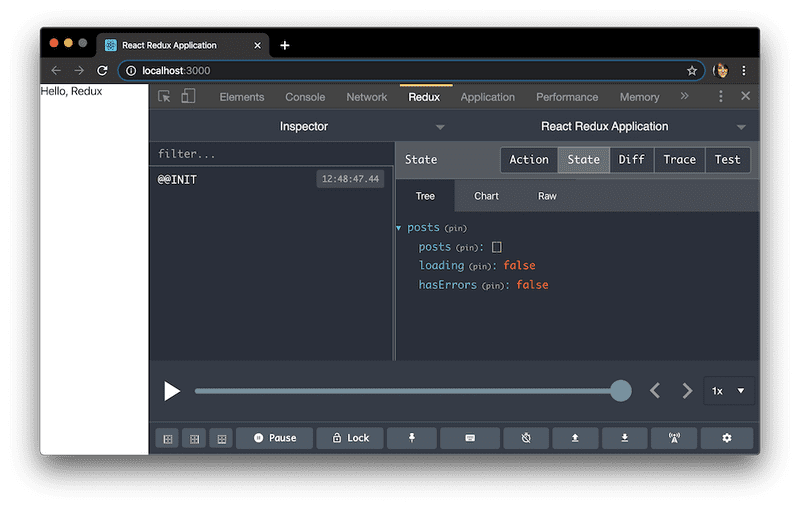 React Redux Application
localhost:3000
Hello, Redux
Elements Console Network Redux Application Performance Memory
Inspector React Redux Application
filter...
State Action State Diff Trace Test
@@INIT 12:48:47.44
Tree Chart Raw
posts (pin)
posts (pin): []
loading (pin): false
hasErrors (pin): false
1x
Pause Lock